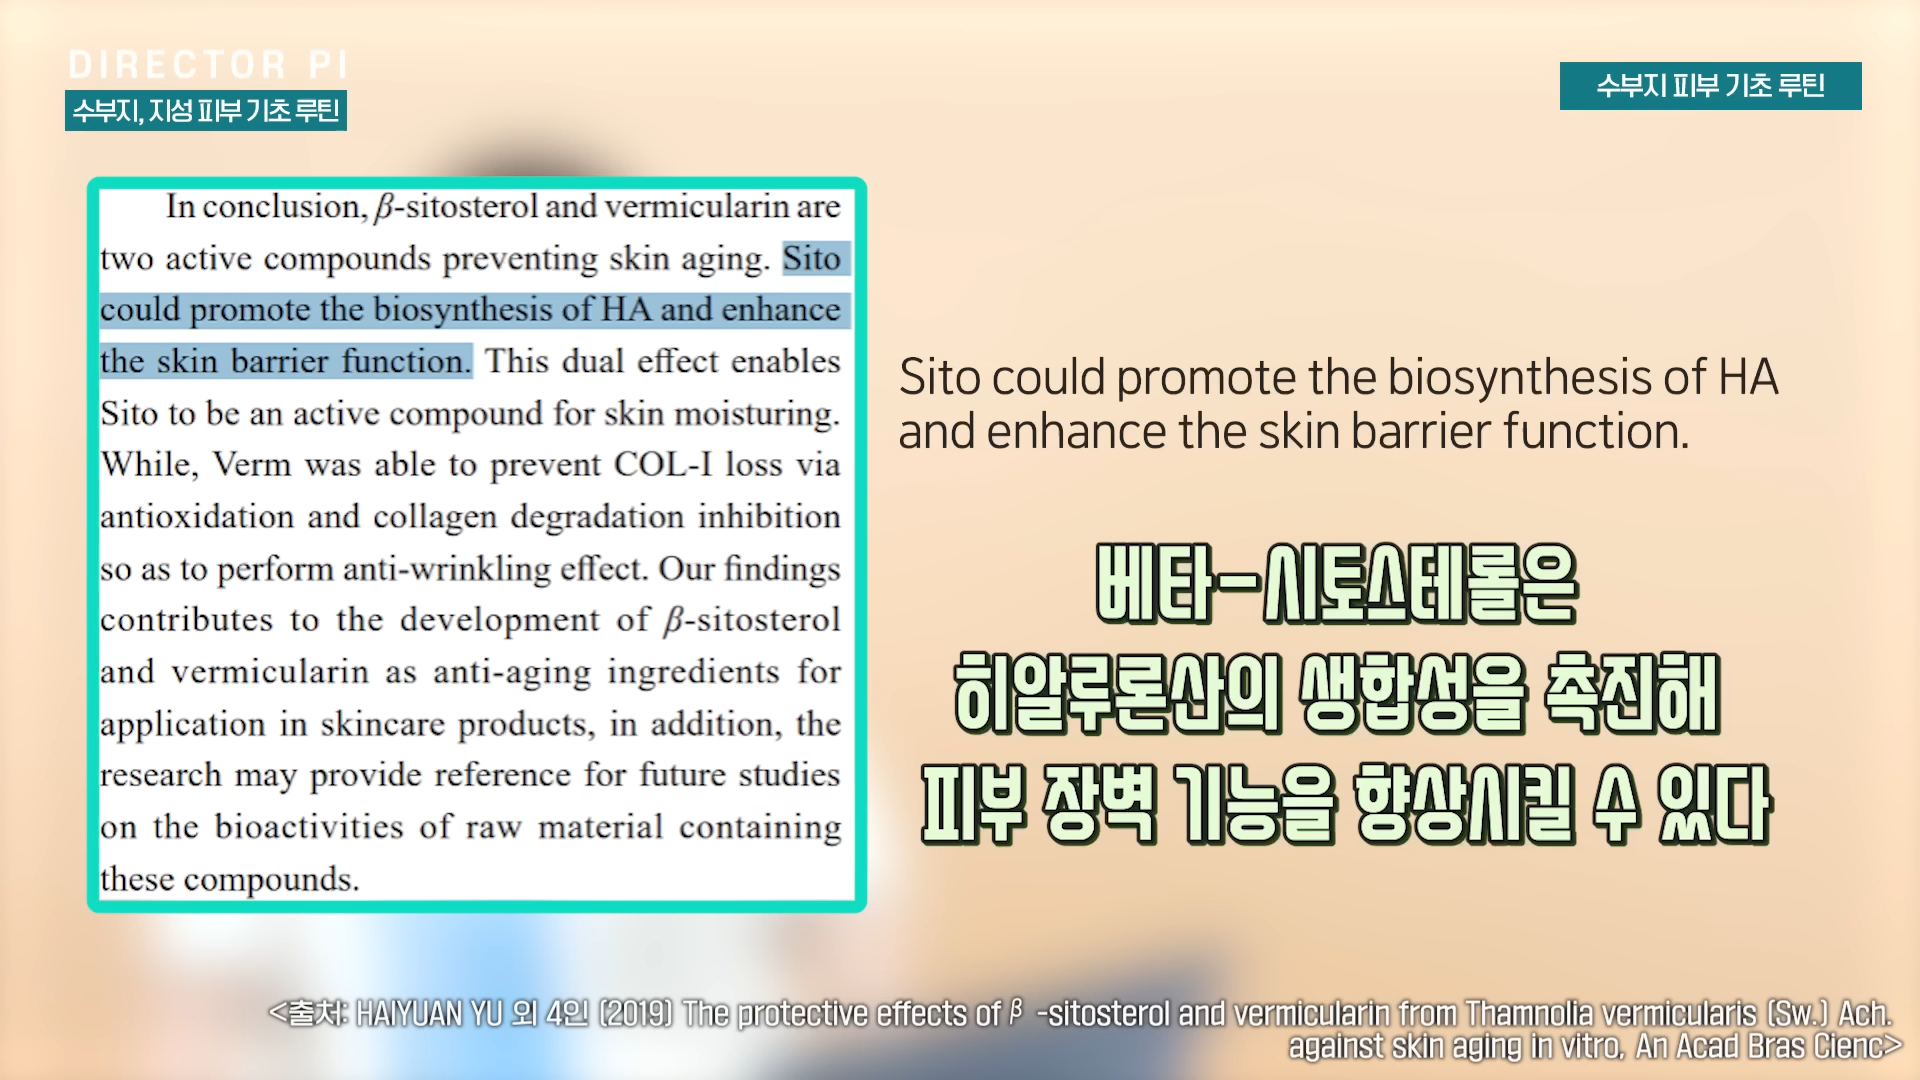 DIRECTOR PI
수부지, 지성 피부 기초 루틴
수부지 피부 기초 루틴
In conclusion, β-sitosterol and vermicularin are
two active compounds preventing skin aging. Sito
could promote the biosynthesis of HA and enhance
the skin barrier function. This dual effect enables
Sito to be an active compound for skin moisturing.
While, Verm was able to prevent COL-I loss via
antioxidation and collagen degradation inhibition
so as to perform anti-wrinkling effect. Our findings
contributes to the development of β-sitosterol
and vermicularin as anti-aging ingredients for
application in skincare products, in addition, the
research may provide reference for future studies
on the bioactivities of raw material containing
these compounds.
Sito could promote the biosynthesis of HA
and enhance the skin barrier function.
베타-시토스테롤은
히알루론산의 생합성을 촉진해
피부 장벽 기능을 향상시킬 수 있다
<출처: HAIYUAN YU 외 4인 (2019) The protective effects of β -sitosterol and vermicularin from Thamnolia vermicularis (Sw.) Ach.
against skin aging in vitro, An Acad Bras Cienc>